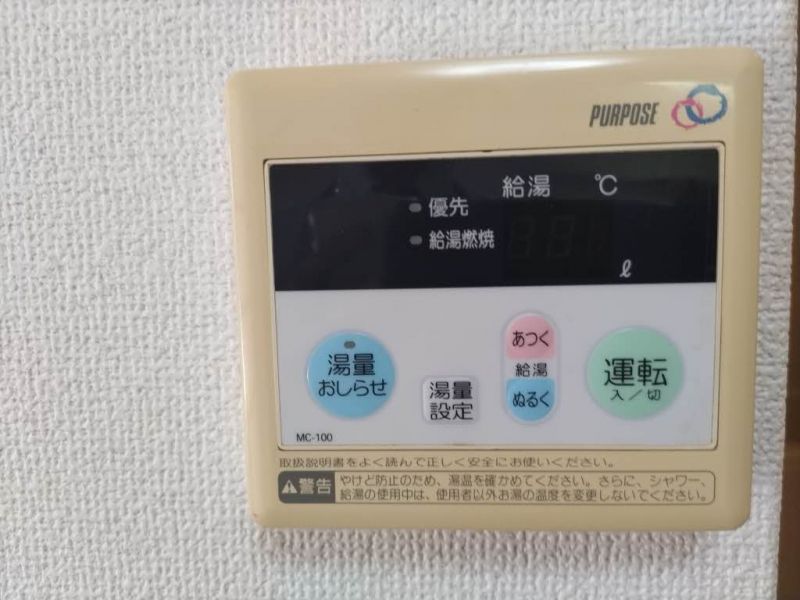 PURPOSE
給湯 ℃
優先
給湯燃焼
ℓ
湯量
おしらせ
湯量
設定
あつく
給湯
ぬるく
運転
入／切
MC-100
取扱説明書をよく読んで正しく安全にお使いください。
警告
やけど防止のため、湯温を確かめてください。さらに、シャワー、
給湯の使用中は、使用者以外お湯の温度を変更しないでください。